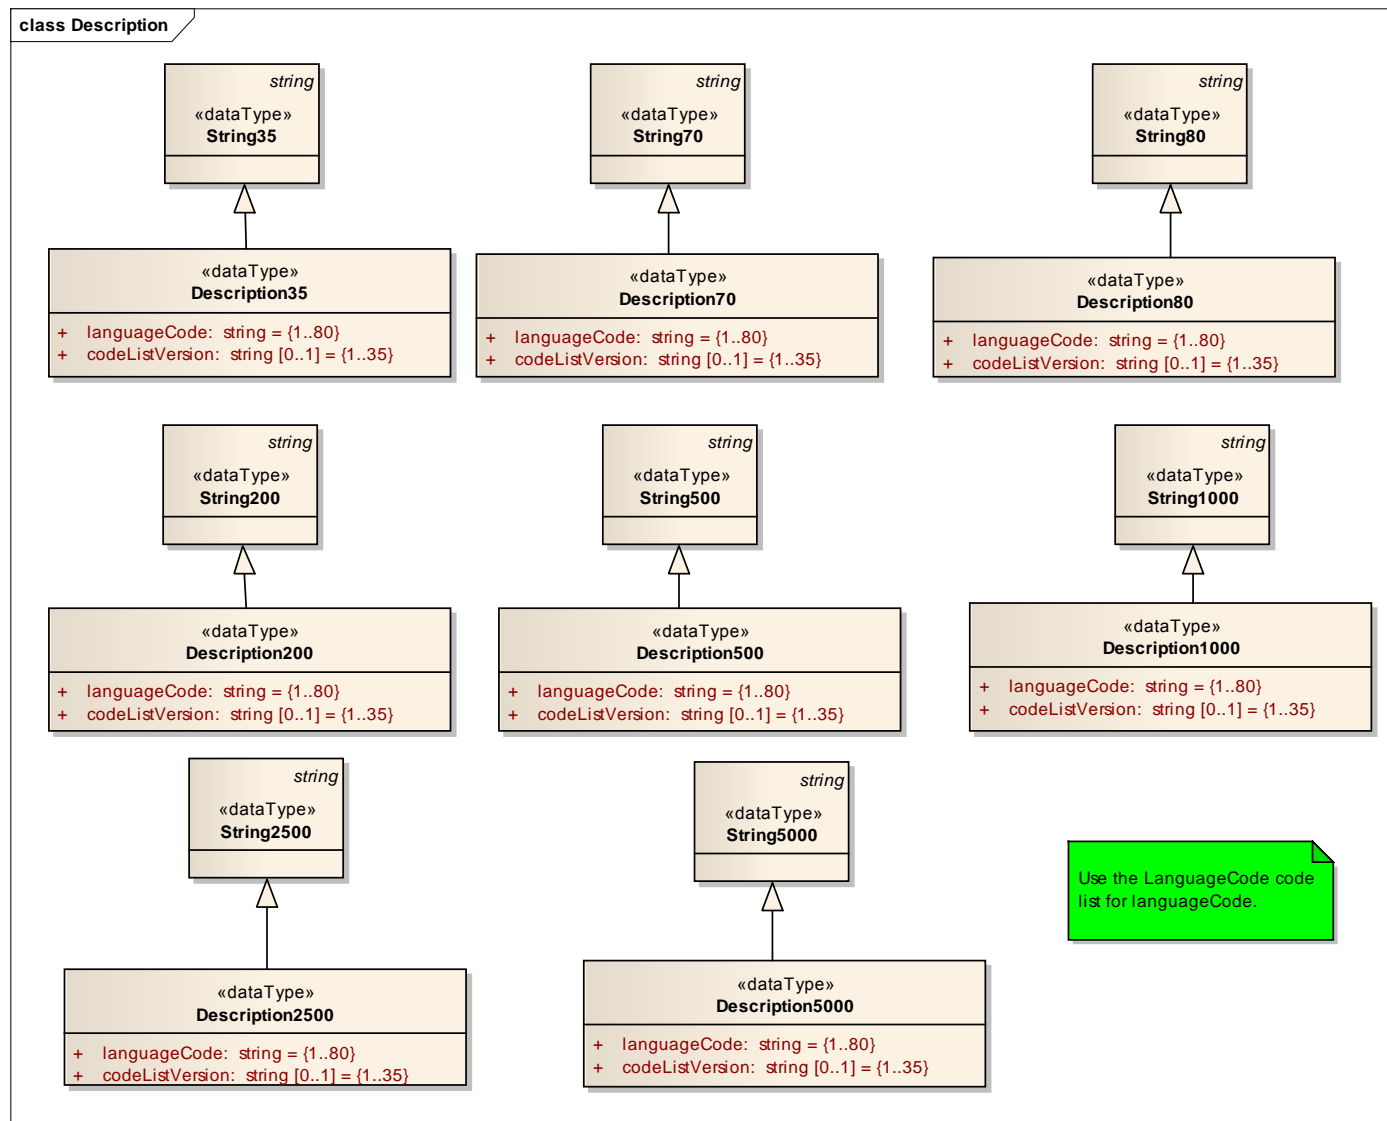 class Description
string
«dataType»
String35
string
«dataType»
String70
string
«dataType»
String80
«dataType»
Description35
+ languageCode: string = {1..80}
+ codeListVersion: string [0..1] = {1..35}
«dataType»
Description70
+ languageCode: string = {1..80}
+ codeListVersion: string [0..1] = {1..35}
«dataType»
Description80
+ languageCode: string = {1..80}
+ codeListVersion: string [0..1] = {1..35}
string
«dataType»
String200
string
«dataType»
String500
string
«dataType»
String1000
«dataType»
Description200
+ languageCode: string = {1..80}
+ codeListVersion: string [0..1] = {1..35}
«dataType»
Description500
+ languageCode: string = {1..80}
+ codeListVersion: string [0..1] = {1..35}
«dataType»
Description1000
+ languageCode: string = {1..80}
+ codeListVersion: string [0..1] = {1..35}
string
«dataType»
String2500
string
«dataType»
String5000
Use the LanguageCode code
list for languageCode.
«dataType»
Description2500
+ languageCode: string = {1..80}
+ codeListVersion: string [0..1] = {1..35}
«dataType»
Description5000
+ languageCode: string = {1..80}
+ codeListVersion: string [0..1] = {1..35}